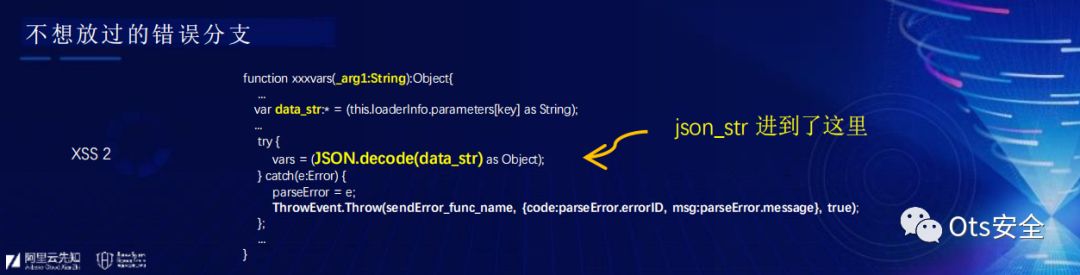 不想放过的错误分支
function xxxvars(_arg1:String):Object{
...
var data_str:* = (this.loaderInfo.parameters[key] as String);
...
try {
vars = (JSON.decode(data_str) as Object);
} catch(e:Error) {
parseError = e;
ThrowEvent.Throw(sendError_func_name, {code:parseError.errorID, msg:parseError.message}, true);
};
...
}
XSS 2
json_str 进到了这里
Ots安全
阿里云先知